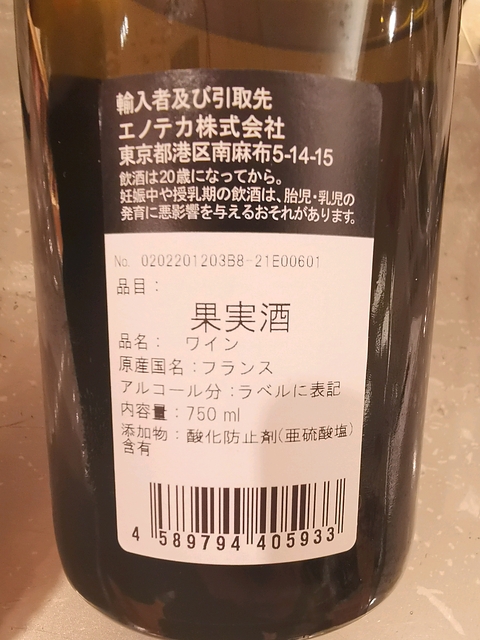 輸入者及び引取先
エノテカ株式会社
東京都港区南麻布5-14-15
飲酒は20歳になってから。
妊娠中や授乳期の飲酒は、胎児・乳児の
発育に悪影響を与えるおそれがあります。
No. 0202201203B8-21E00601
品目：
果実酒
品名： ワイン
原産国名：フランス
アルコール分：ラベルに表記
内容量：750 ml
添加物：酸化防止剤(亜硫酸塩)
含有
4 589794 405933